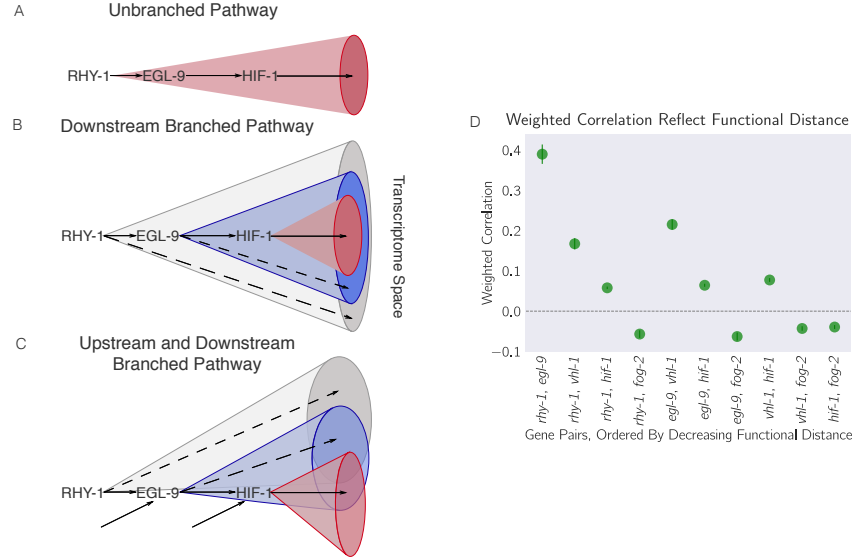 A
Unbranched Pathway
RHY-1
EGL-9
HIF-1
B
Downstream Branched Pathway
RHY-1
EGL-9
HIF-1
Transcriptome Space
C
Upstream and Downstream
Branched Pathway
RHY-1
EGL-9
HIF-1
D
Weighted Correlation Reflect Functional Distance
Weighted Correlation
0.4
0.3
0.2
0.1
0.0
−0.1
rhy-1, egl-9
rhy-1, vhl-1
rhy-1, hif-1
rhy-1, fog-2
egl-9, vhl-1
egl-9, hif-1
egl-9, fog-2
vhl-1, hif-1
vhl-1, fog-2
hif-1, fog-2
Gene Pairs, Ordered By Decreasing Functional Distance